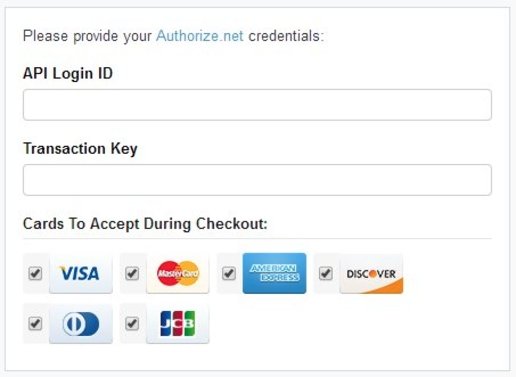 Please provide your Authorize.net credentials:
API Login ID
Transaction Key
Cards To Accept During Checkout:
VISA MasterCard AMERICAN EXPRESS DISCOVER
JCB